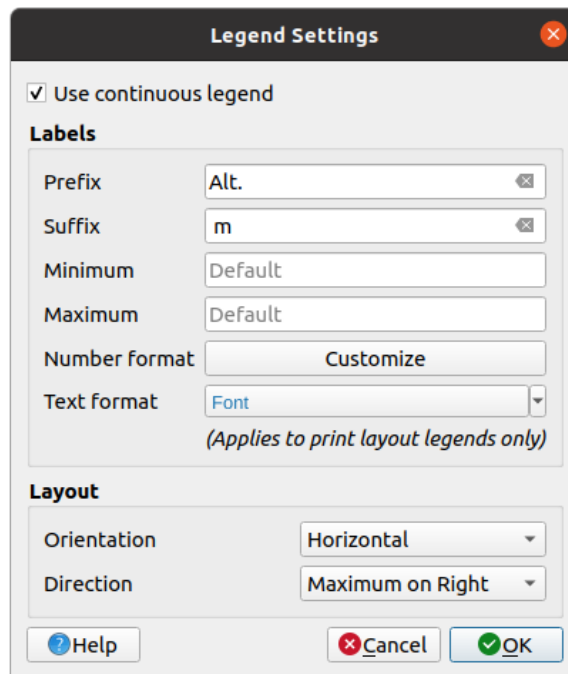 Legend Settings
Use continuous legend
Labels
Prefix Alt.
Suffix m
Minimum Default
Maximum Default
Number format Customize
Text format Font
(Applies to print layout legends only)
Layout
Orientation Horizontal
Direction Maximum on Right
Help Cancel OK